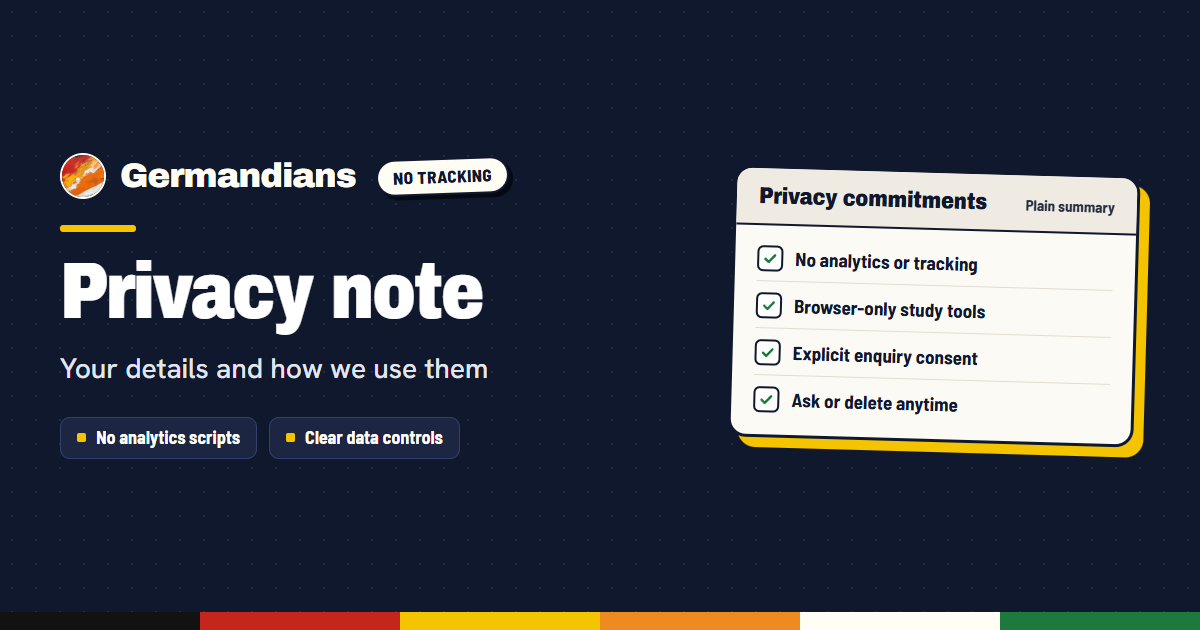 Germandians
NO TRACKING
Privacy note
Your details and how we use them
No analytics scripts
Clear data controls
Privacy commitments
Plain summary
No analytics or tracking
Browser-only study tools
Explicit enquiry consent
Ask or delete anytime